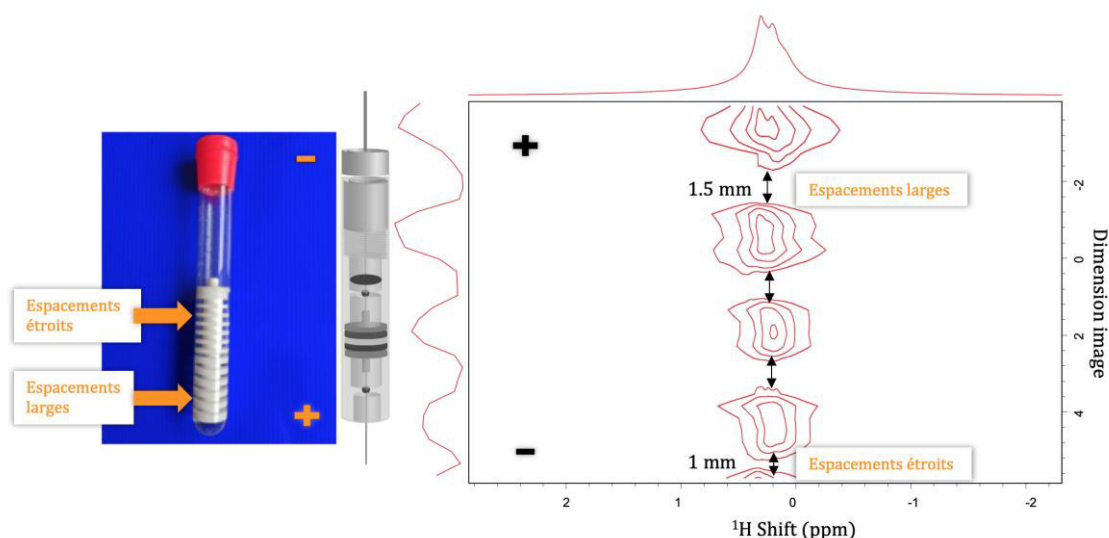 -
Espacements
étroits
Espacements
larges
+
+
1.5 mm
Espacements larges
-
1 mm
Espacements étroits
-2
0
2
4
Dimension image
2
1
0
-1
-2
¹H Shift (ppm)